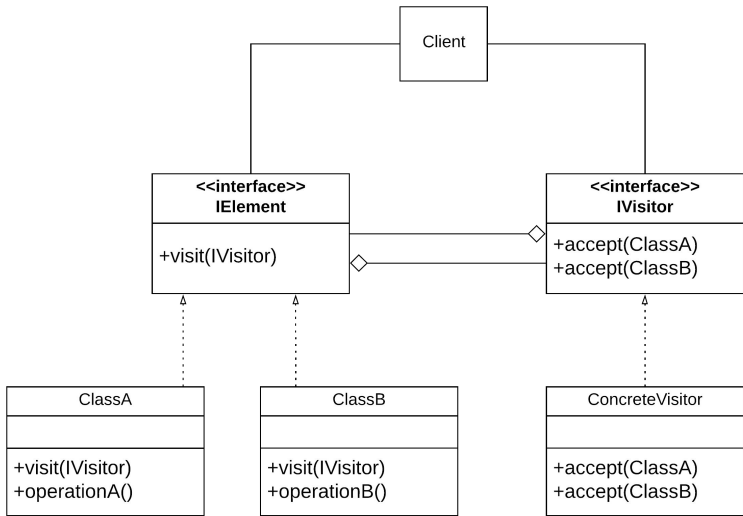 Client
<<interface>>
IElement
+visit(IVisitor)
<<interface>>
IVisitor
+accept(ClassA)
+accept(ClassB)
ClassA
+visit(IVisitor)
+operationA()
ClassB
+visit(IVisitor)
+operationB()
ConcreteVisitor
+accept(ClassA)
+accept(ClassB)